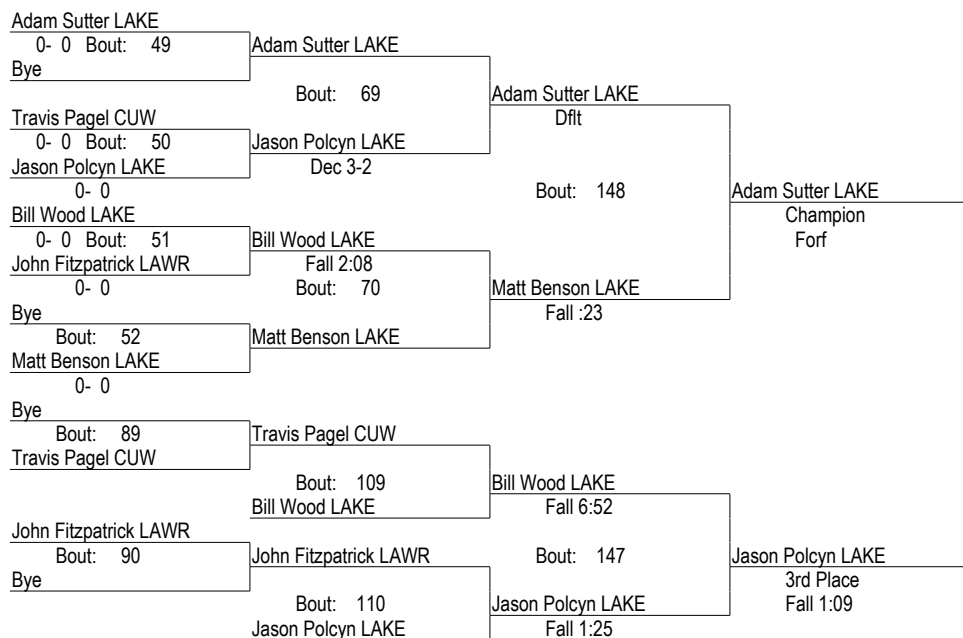 Adam Sutter LAKE
0- 0 Bout: 49
Adam Sutter LAKE
Bye
Bout: 69
Adam Sutter LAKE
Travis Pagel CUW
Dflt
0- 0 Bout: 50
Jason Polcyn LAKE
Jason Polcyn LAKE
Dec 3-2
0- 0
Bout: 148
Adam Sutter LAKE
Bill Wood LAKE
Champion
0- 0 Bout: 51
Bill Wood LAKE
Forf
John Fitzpatrick LAWR
Fall 2:08
0- 0
Bout: 70
Matt Benson LAKE
Bye
Fall :23
Bout: 52
Matt Benson LAKE
Matt Benson LAKE
0- 0
Bye
Bout: 89
Travis Pagel CUW
Travis Pagel CUW
Bout: 109
Bill Wood LAKE
Bill Wood LAKE
Fall 6:52
John Fitzpatrick LAWR
Bout: 90
John Fitzpatrick LAWR
Bout: 147
Jason Polcyn LAKE
Bye
3rd Place
Bout: 110
Jason Polcyn LAKE
Fall 1:09
Jason Polcyn LAKE
Fall 1:25